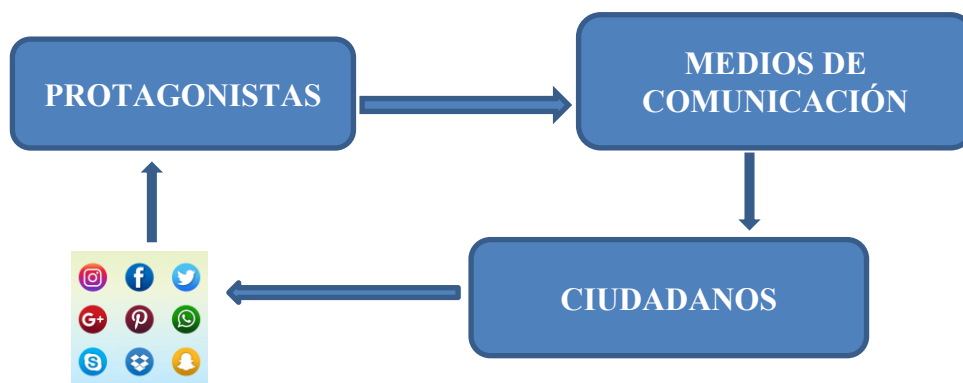 PROTAGONISTAS
MEDIOS DE
COMUNICACIÓN
CIUDADANOS
G+